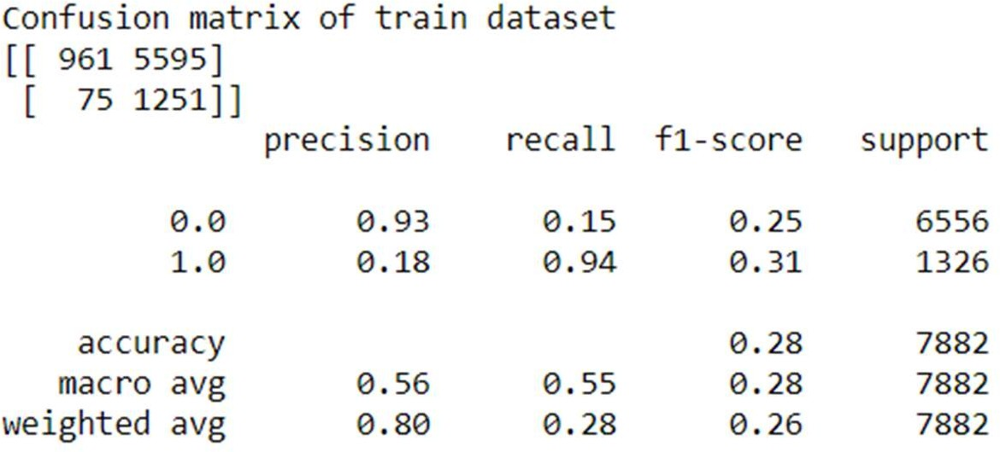 Confusion matrix of train dataset
[[ 961 5595]
 [  75 1251]]
precision recall f1-score support
0.0 0.93 0.15 0.25 6556
1.0 0.18 0.94 0.31 1326
accuracy 0.28 7882
macro avg 0.56 0.55 0.28 7882
weighted avg 0.80 0.28 0.26 7882